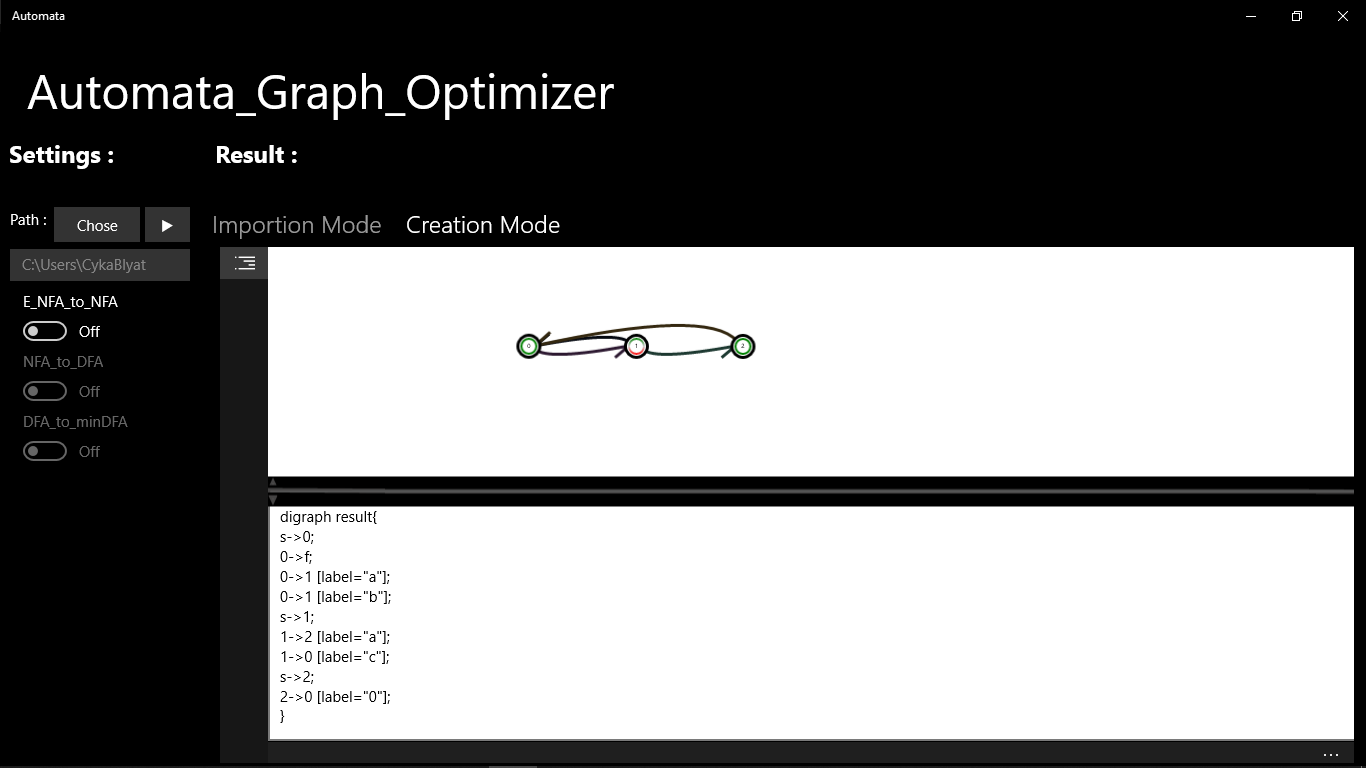 Automata
Automata_Graph_Optimizer
Settings :
Result :
Path :
Chose
Importion Mode
Creation Mode
C:\Users\CykaBlyat
E_NFA_to_NFA
Off
NFA_to_DFA
Off
DFA_to_minDFA
Off
0
1
2
digraph result{
s->0;
0->f;
0->1 [label="a"];
0->1 [label="b"];
s->1;
1->2 [label="a"];
1->0 [label="c"];
s->2;
2->0 [label="0"];
}